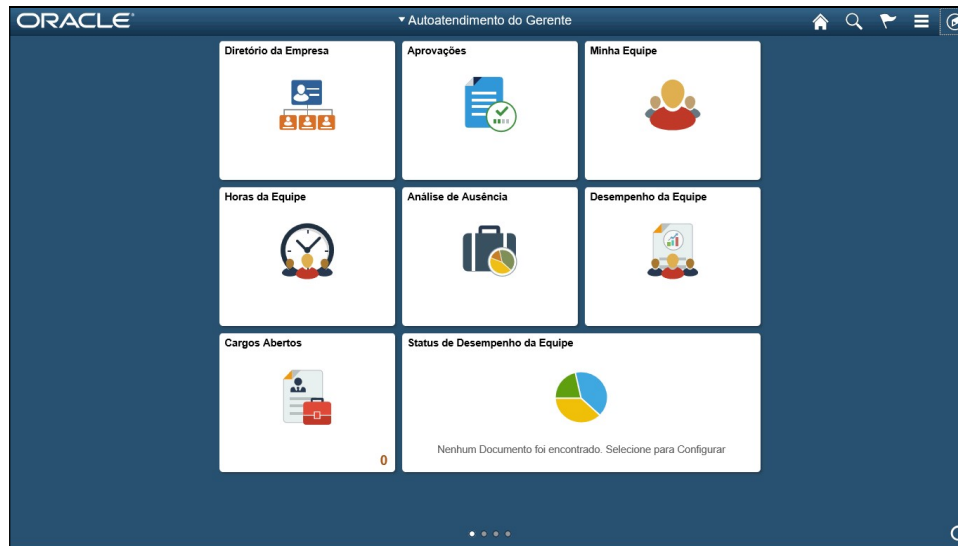 ORACLE
Autoatendimento do Gerente
Diretório da Empresa
Aprovações
Minha Equipe
Horas da Equipe
Análise de Ausência
Desempenho da Equipe
Cargos Abertos
0
Status de Desempenho da Equipe
Nenhum Documento foi encontrado. Selecione para Configurar